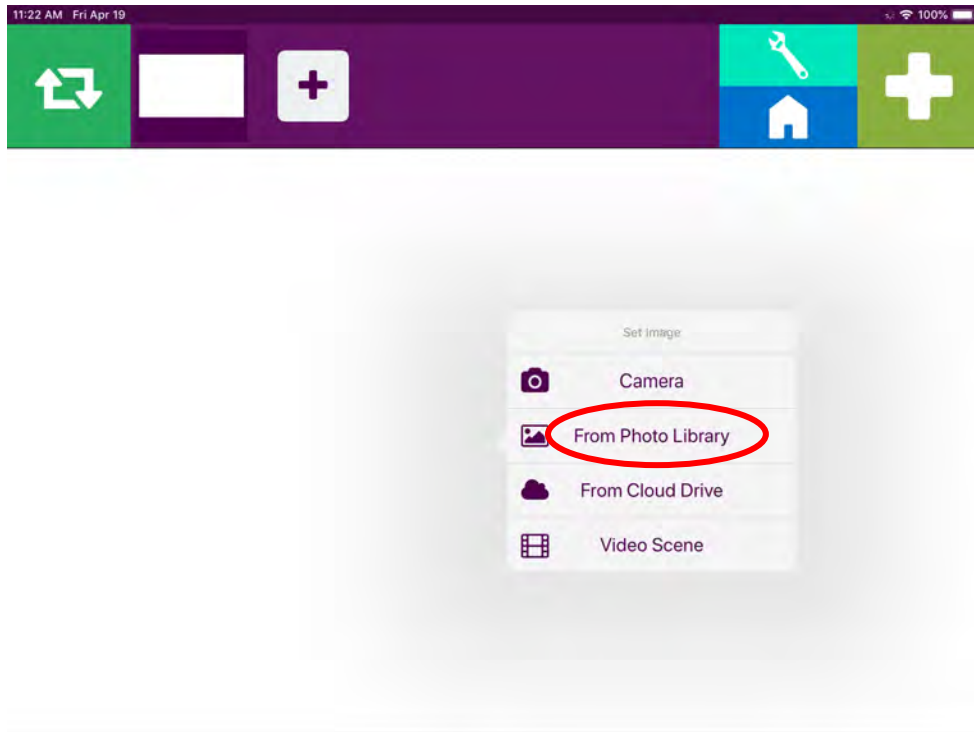 11:22 AM Fri Apr 19
100%
Set Image
Camera
From Photo Library
From Cloud Drive
Video Scene